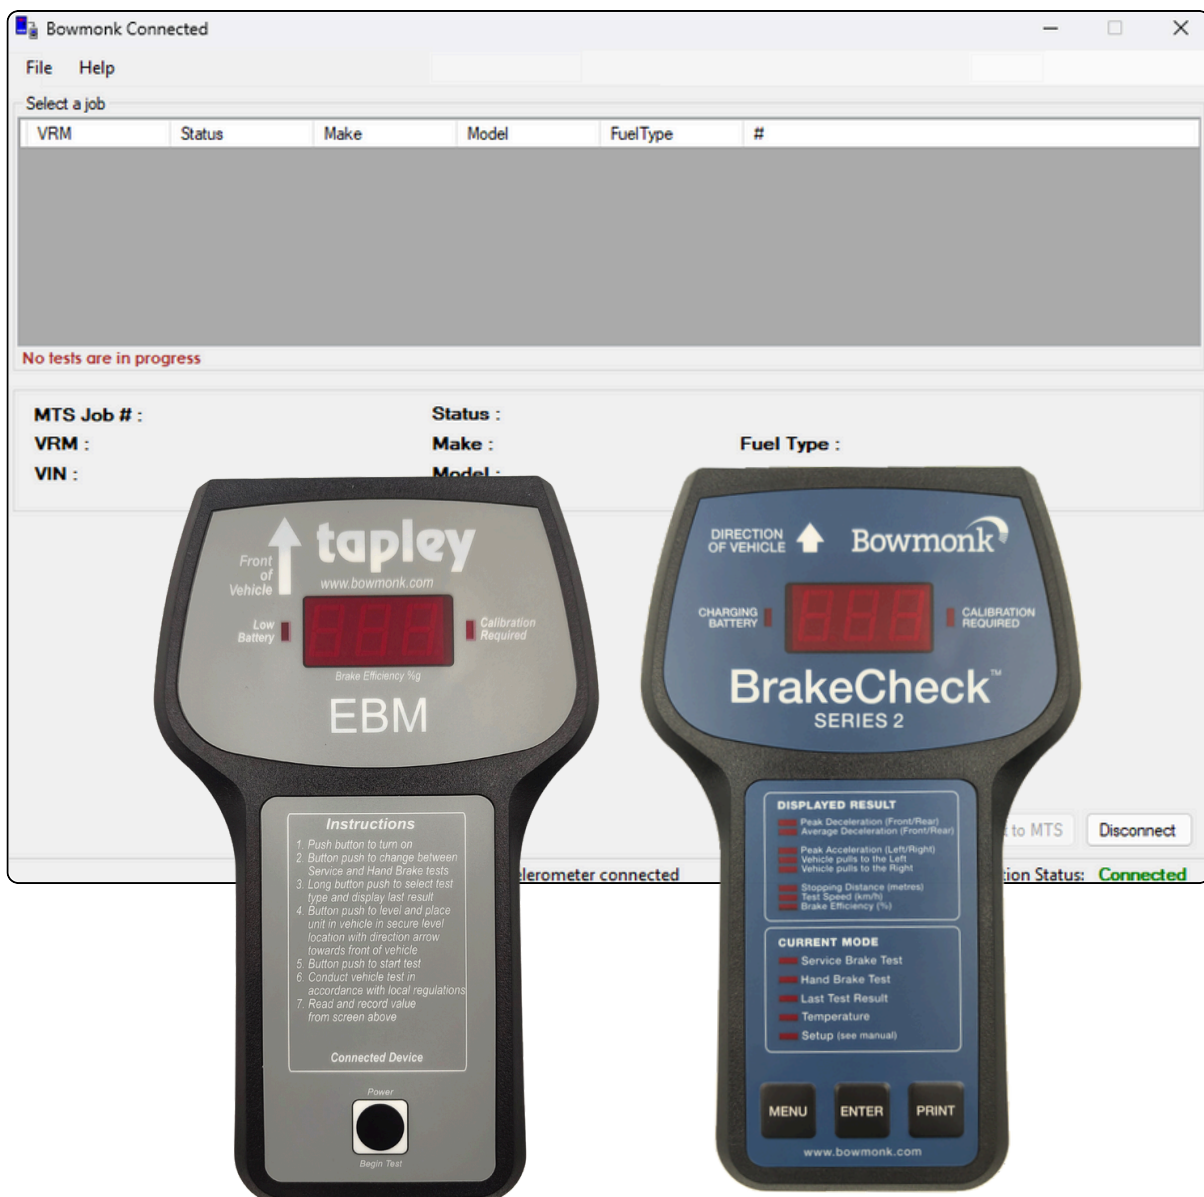 Bowmonk Connected
File Help
Select a job
VRM Status Make Model FuelType #
No tests are in progress
MTS Job # : Status :
VRM : Make : Fuel Type :
VIN : Model :
to MTS Disconnect
connected ion Status: Connected
Front
of
Vehicle
tapley
www.bowmonk.com
Low
Battery
Calibration
Required
Brake Efficiency %g
EBM
Instructions
1. Push button to turn on
2. Button push to change between
Service and Hand Brake tests
3. Long button push to select test
type and display last result
4. Button push to level and place
unit in vehicle in secure level
location with direction arrow
towards front of vehicle
5. Button push to start test
6. Conduct vehicle test in
accordance with local regulations
7. Read and record value
from screen above
Connected Device
Power
Begin Test
DIRECTION
OF VEHICLE
Bowmonk
CHARGING
BATTERY
CALIBRATION
REQUIRED
BrakeCheck™
SERIES 2
DISPLAYED RESULT
Peak Deceleration (Front/Rear)
Average Deceleration (Front/Rear)
Peak Acceleration (Left/Right)
Vehicle pulls to the Left
Vehicle pulls to the Right
Stopping Distance (metres)
Test Speed (km/h)
Brake Efficiency (%)
CURRENT MODE
Service Brake Test
Hand Brake Test
Last Test Result
Temperature
Setup (see manual)
MENU ENTER PRINT
www.bowmonk.com